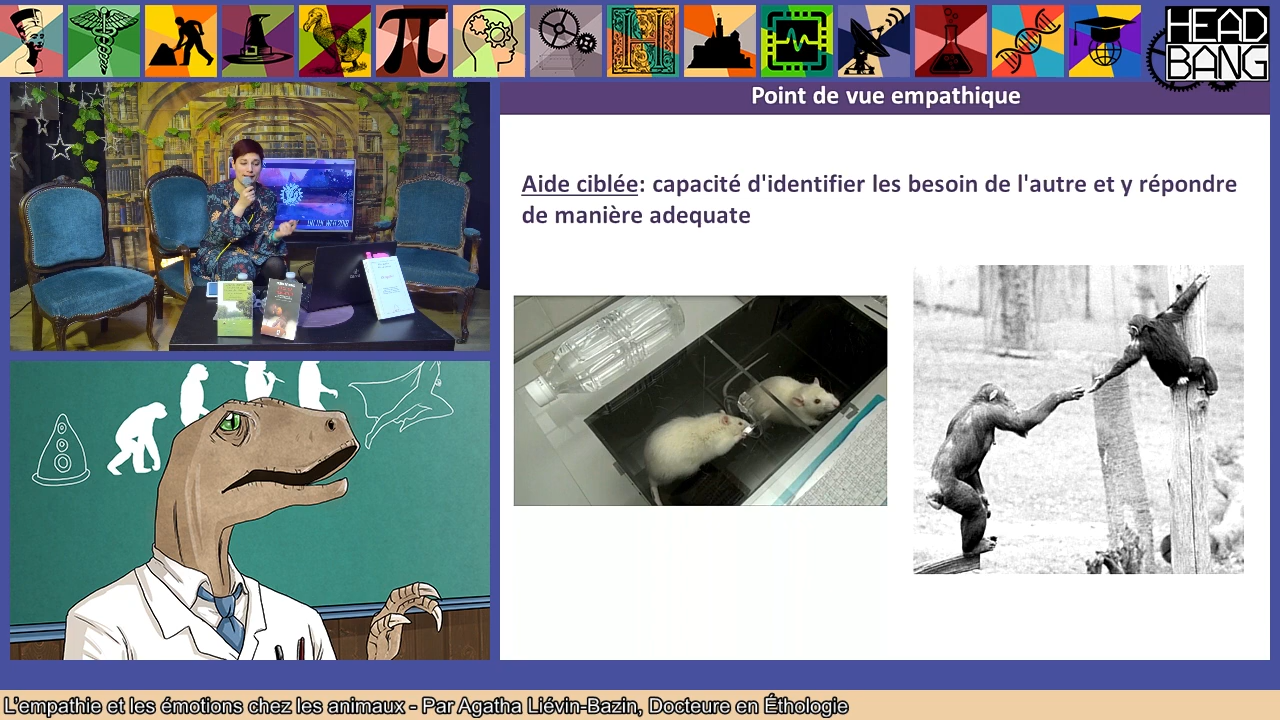 HEAD
BANG
Point de vue empathique
Aide ciblée: capacité d'identifier les besoin de l'autre et y répondre
de manière adequate
L'empathie et les émotions chez les animaux - Par Agatha Liévin-Bazin, Docteure en Éthologie